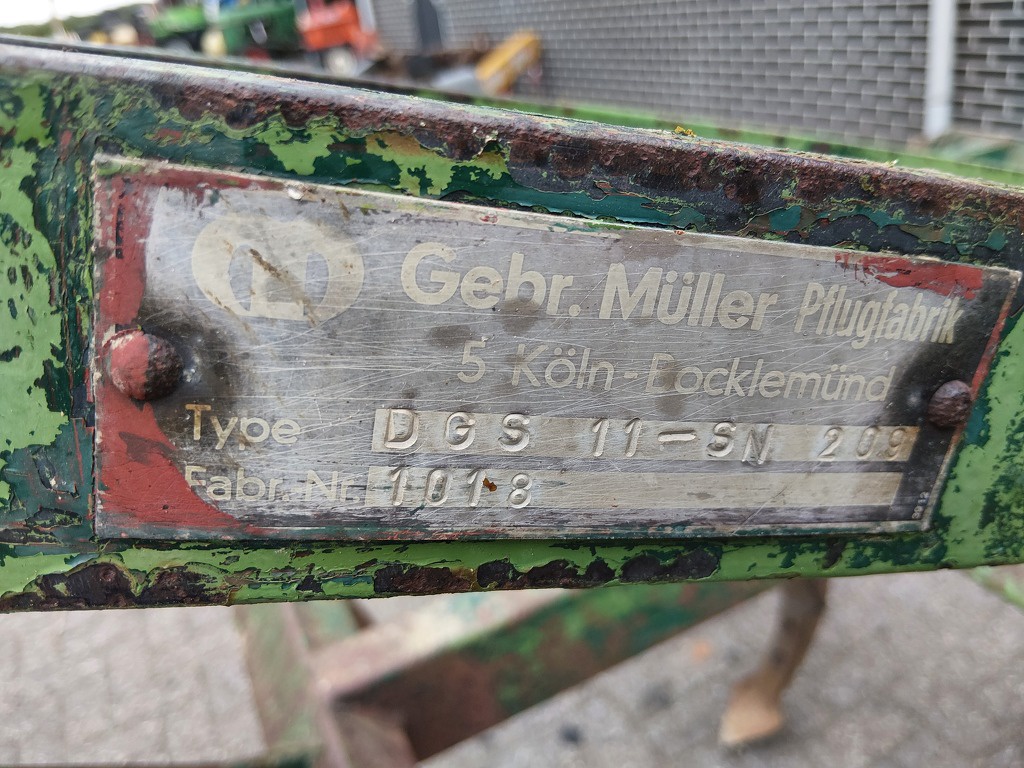 Gebr. Müller Pflugfabrik
5 Köln-Bocklemünd
Type DGS 11-SN 209
Fabr. Nr. 1018